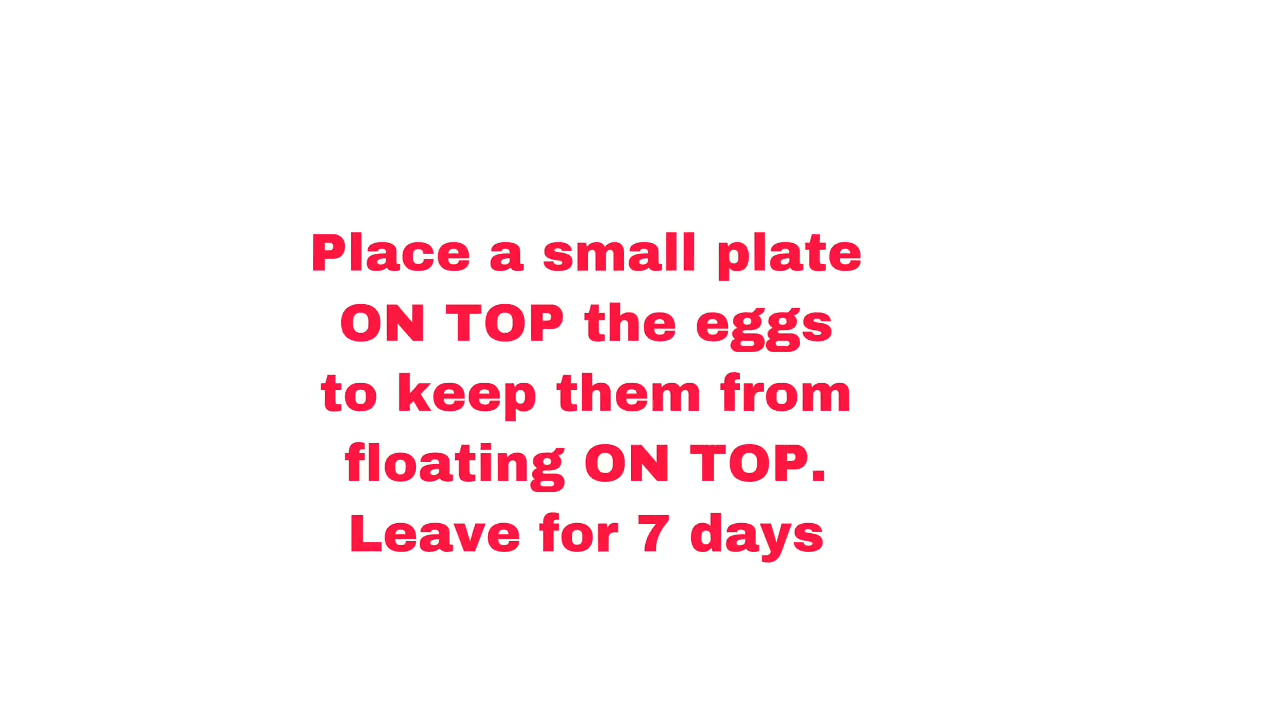 Place a small plate
ON TOP the eggs
to keep them from
floating ON TOP.
Leave for 7 days